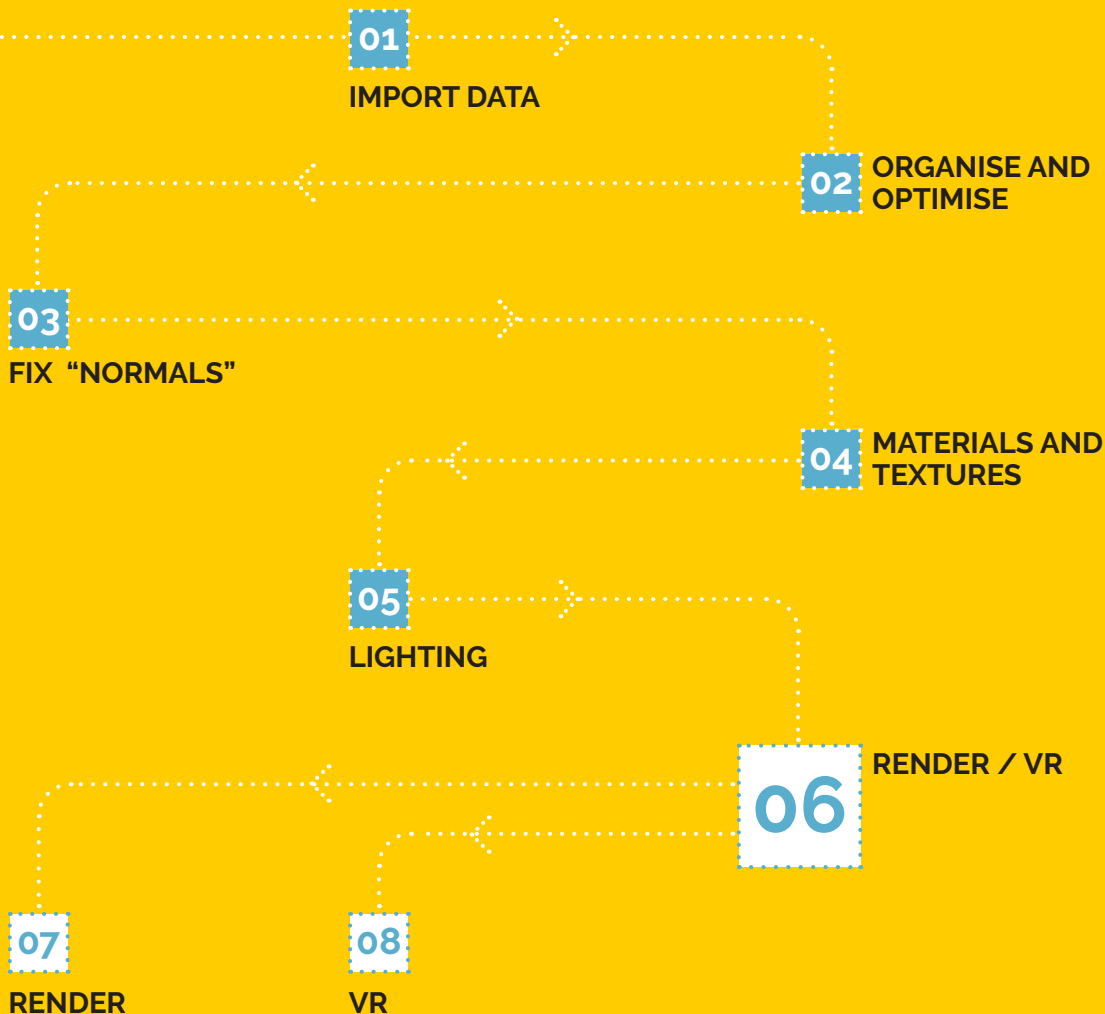 01
IMPORT DATA
02
ORGANISE AND
OPTIMISE
03
FIX “NORMALS”
04
MATERIALS AND
TEXTURES
05
LIGHTING
06
RENDER / VR
07
RENDER
08
VR